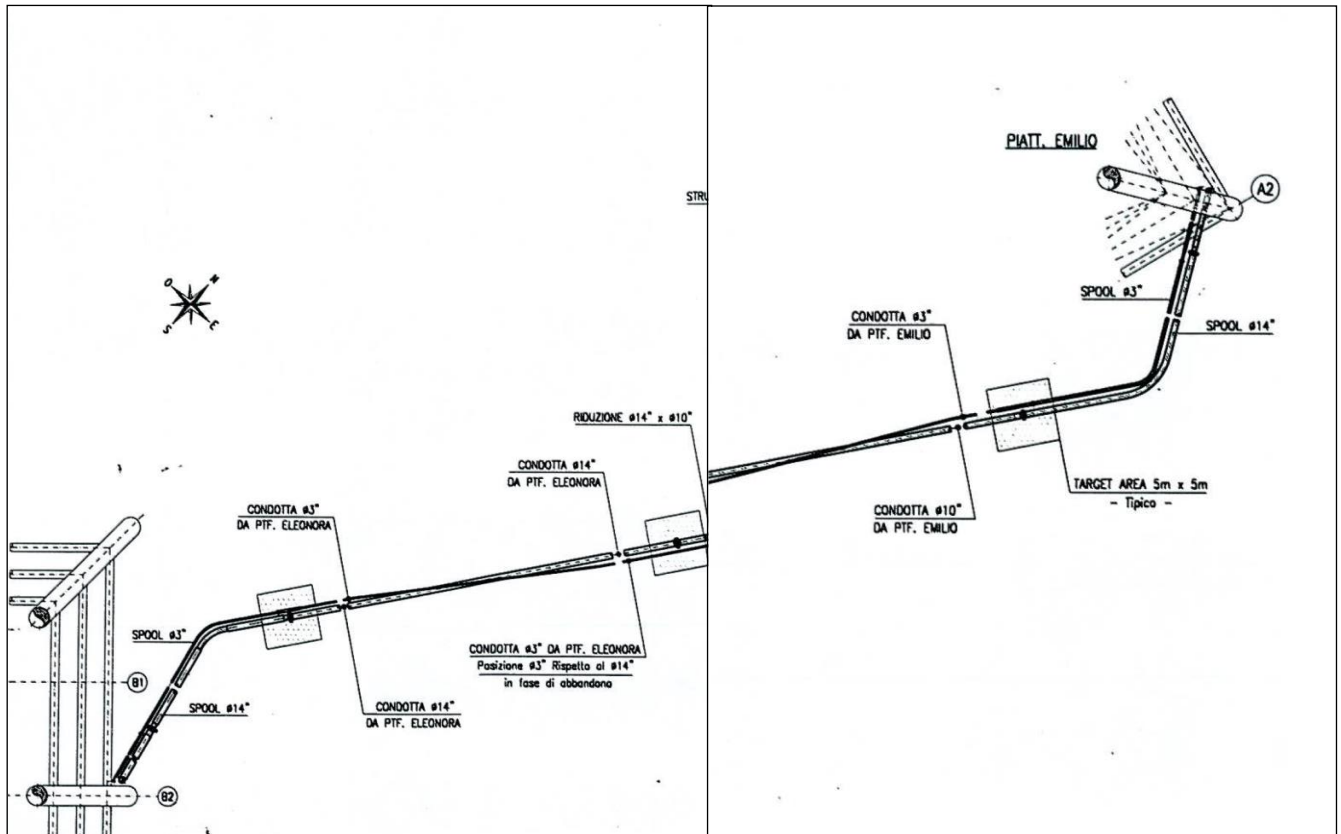 PIATT. EMILIO
A2
STRU
N
O
S
E
SPOOL ø3"
CONDOTTA ø3"
DA PTF. EMILIO
SPOOL ø14"
RIDUZIONE ø14" x ø10"
CONDOTTA ø14"
DA PTF. ELEONORA
TARGET AREA 5m x 5m
- Tipico -
CONDOTTA ø3"
DA PTF. ELEONORA
CONDOTTA ø10"
DA PTF. EMILIO
SPOOL ø3"
CONDOTTA ø3" DA PTF. ELEONORA
Posizione ø3" Rispetto al ø14"
in fase di abbandono
B1
SPOOL ø14"
CONDOTTA ø14"
DA PTF. ELEONORA
B2